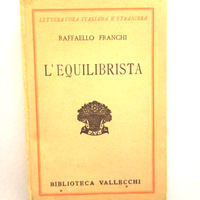 LETTERATURA ITALIANA E STRANIERA
RAFFAELLO FRANCHI
L'EQUILIBRISTA
BIBLIOTECA VALLECCHI